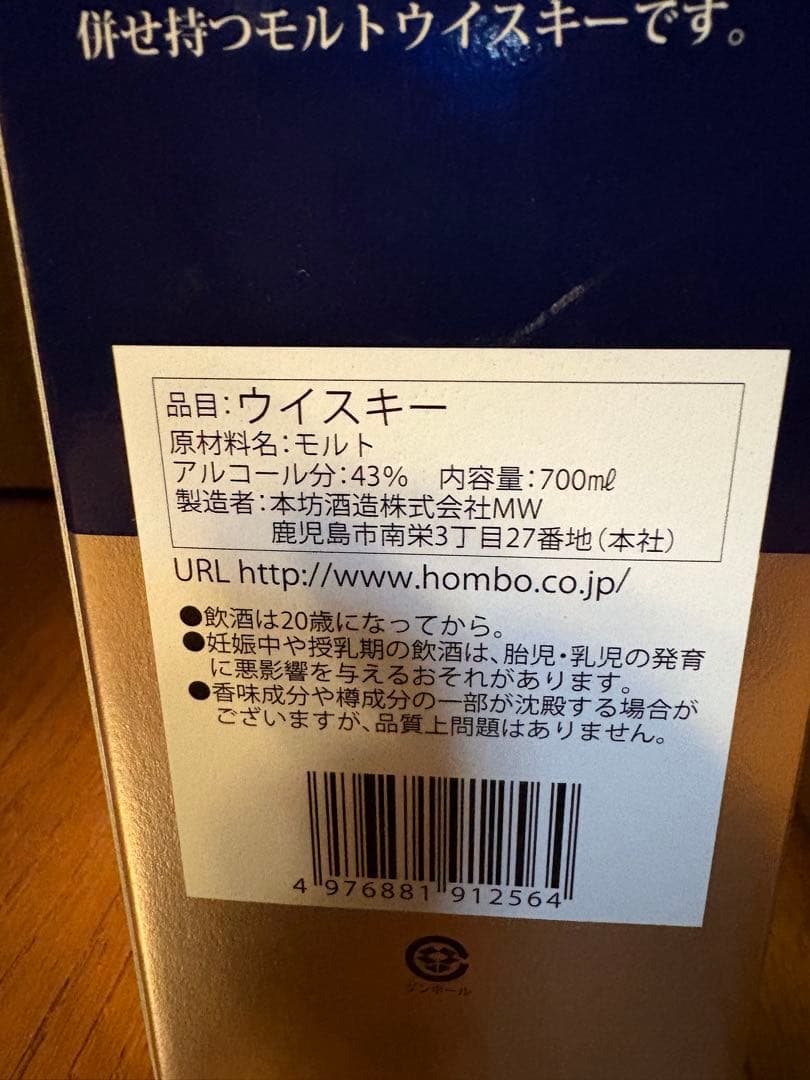 併せ持つモルトウイスキーです。
品目：ウイスキー
原材料名：モルト
アルコール分：43%　内容量：700㎖
製造者：本坊酒造株式会社MW
鹿児島市南栄3丁目27番地（本社）
URL http://www.hombo.co.jp/
●飲酒は20歳になってから。
●妊娠中や授乳期の飲酒は、胎児・乳児の発育
に悪影響を与えるおそれがあります。
●香味成分や樽成分の一部が沈殿する場合が
ございますが、品質上問題はありません。
4 976881 912564
ダンボール